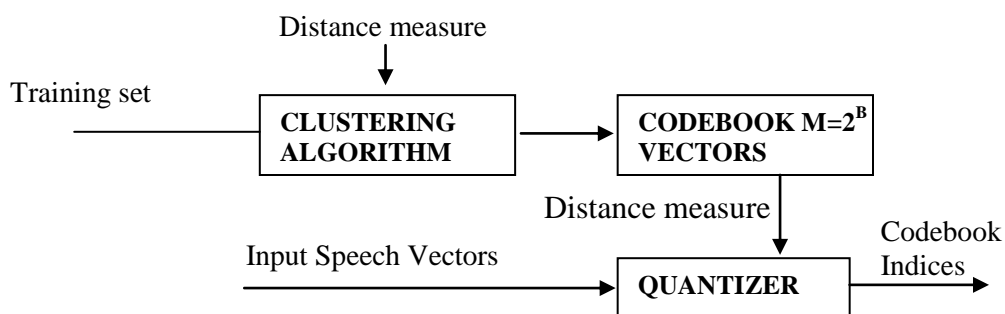 Distance measure
Training set
CLUSTERING
ALGORITHM
CODEBOOK M=2^B
VECTORS
Distance measure
Input Speech Vectors
QUANTIZER
Codebook
Indices